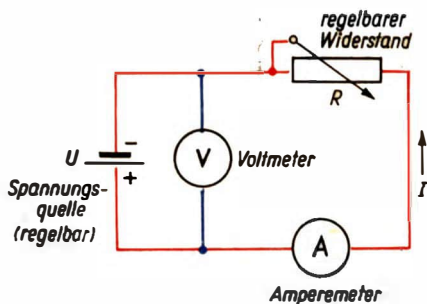 regelbarer
Widerstand
R
-
U
+
V
Voltmeter
I
Spannungs-
quelle
(regelbar)
A
Amperemeter